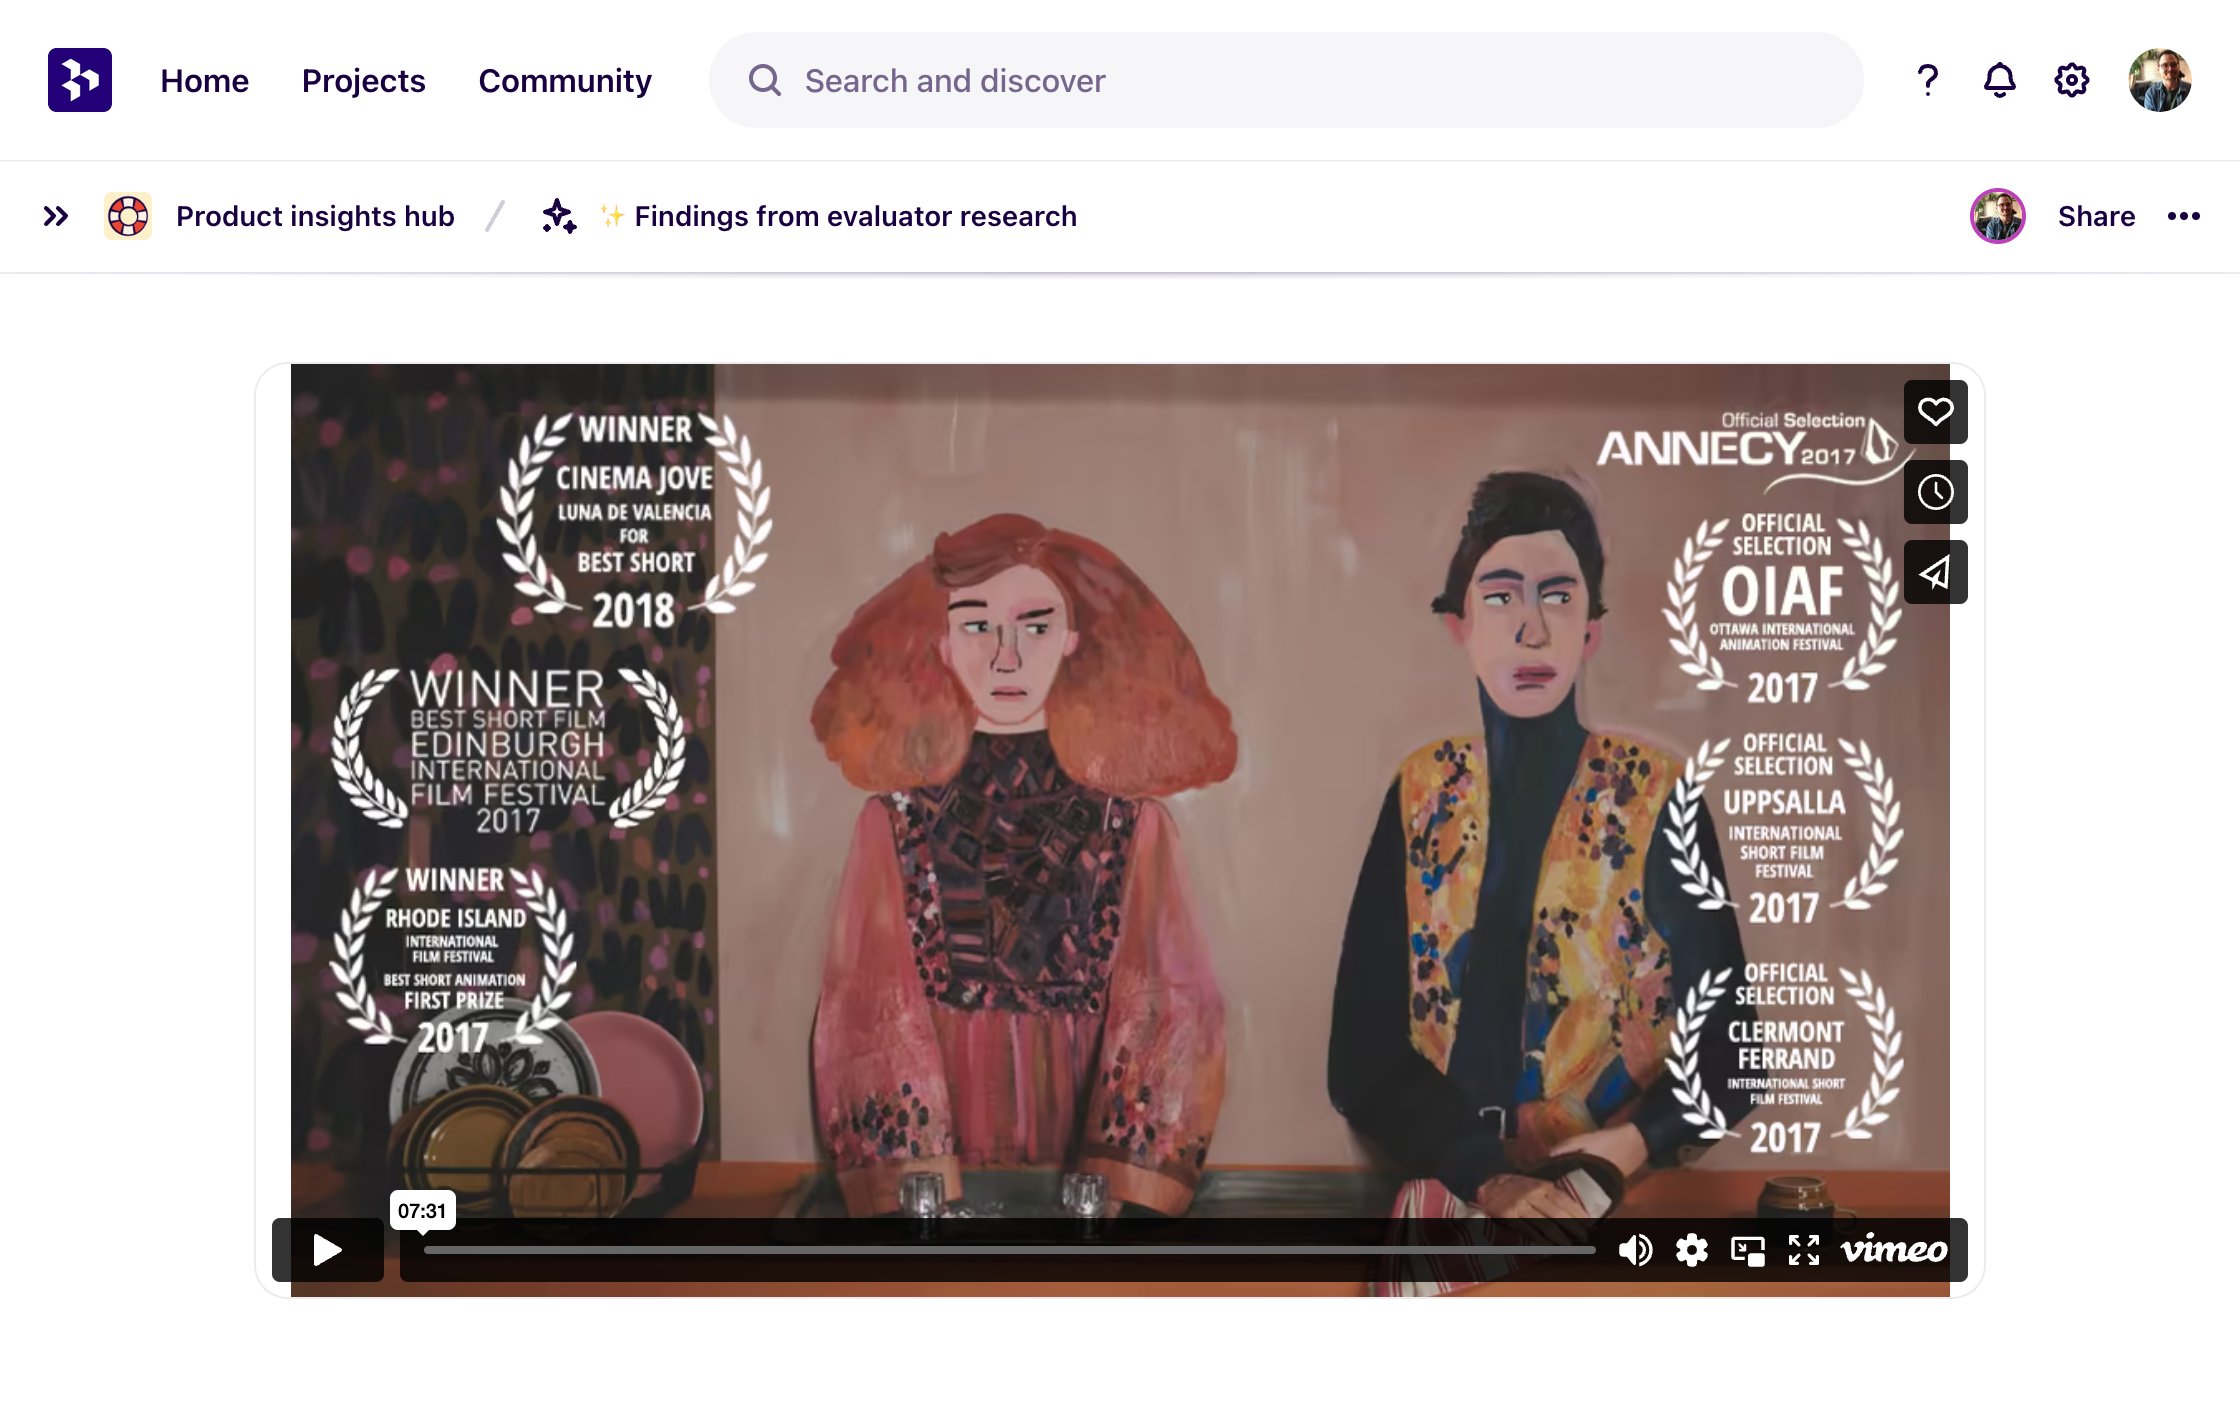 Home
Projects
Community
Search and discover
Product insights hub
✨ Findings from evaluator research
Share
WINNER
CINEMA JOVE
LUNA DE VALENCIA
FOR
BEST SHORT
2018
WINNER
BEST SHORT FILM
EDINBURGH
INTERNATIONAL
FILM FESTIVAL
2017
WINNER
RHODE ISLAND
INTERNATIONAL
FILM FESTIVAL
BEST SHORT ANIMATION
FIRST PRIZE
2017
Official Selection
ANNECY 2017
OFFICIAL
SELECTION
OIAF
OTTAWA INTERNATIONAL
ANIMATION FESTIVAL
2017
OFFICIAL
SELECTION
UPPSALLA
INTERNATIONAL
SHORT FILM
FESTIVAL
2017
OFFICIAL
SELECTION
CLERMONT
FERRAND
INTERNATIONAL SHORT
FILM FESTIVAL
2017
07:31
vimeo